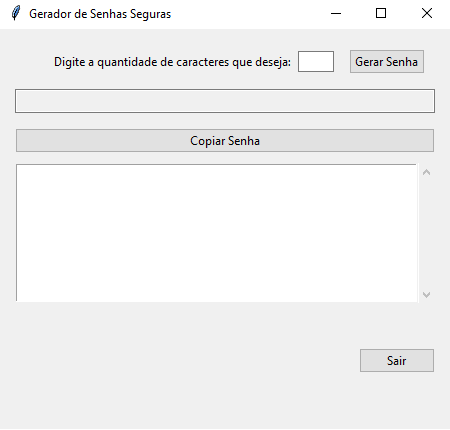 Gerador de Senhas Seguras
Digite a quantidade de caracteres que deseja: Gerar Senha
Copiar Senha
Sair